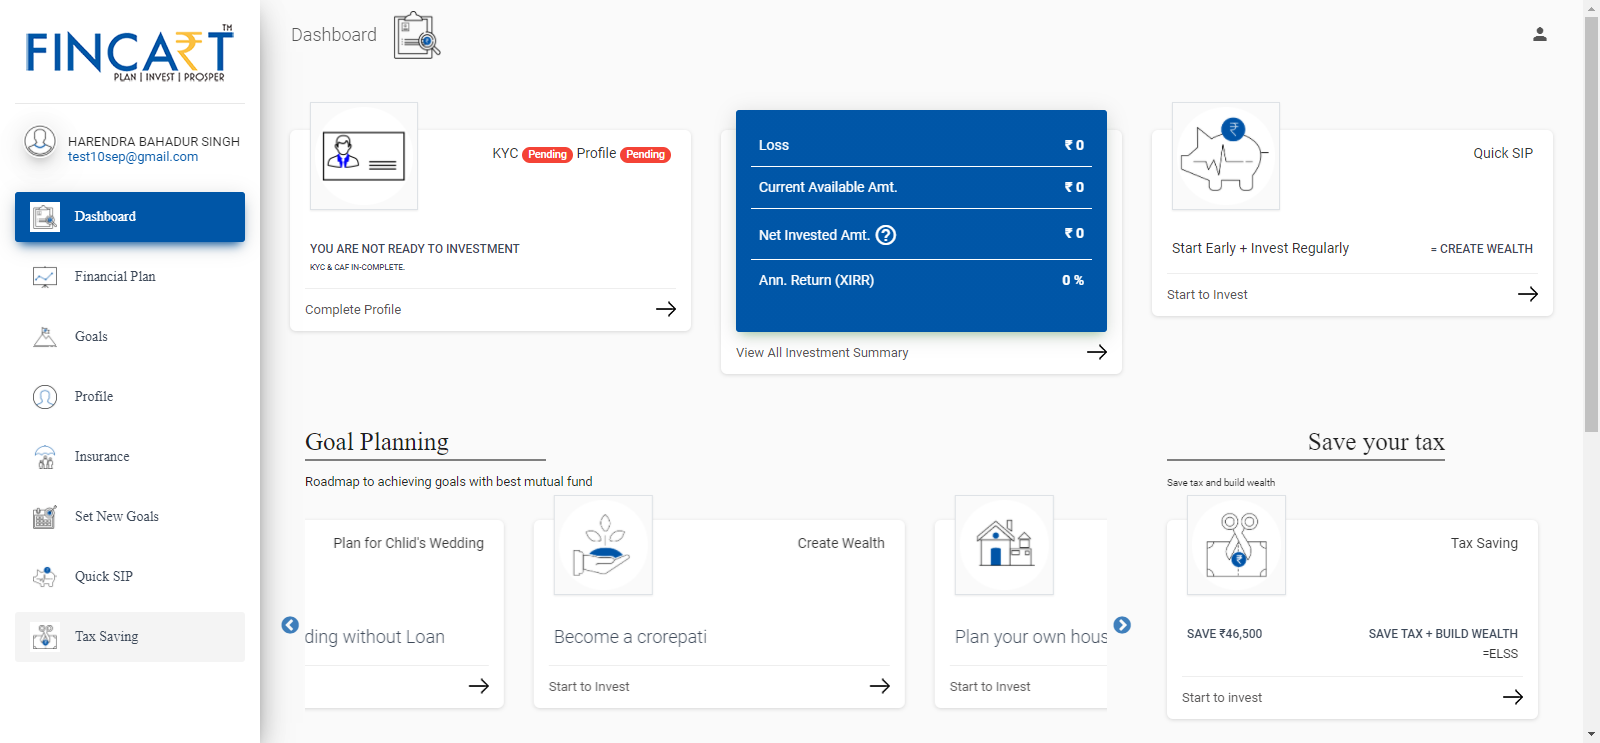 FINCART TM
PLAN | INVEST | PROSPER
HARENDRA BAHADUR SINGH
test10sep@gmail.com
Dashboard
Financial Plan
Goals
Profile
Insurance
Set New Goals
Quick SIP
Tax Saving
Dashboard
KYC Pending Profile Pending
YOU ARE NOT READY TO INVESTMENT
KYC & CAF IN-COMPLETE.
Complete Profile
Loss ₹ 0
Current Available Amt. ₹ 0
Net Invested Amt. ? ₹ 0
Ann. Return (XIRR) 0 %
View All Investment Summary
₹
Quick SIP
Start Early + Invest Regularly = CREATE WEALTH
Start to Invest
Goal Planning
Roadmap to achieving goals with best mutual fund
Plan for Chlid's Wedding
ding without Loan
Create Wealth
Become a crorepati
Start to Invest
Plan your own hous
Start to Invest
Save your tax
Save tax and build wealth
₹
Tax Saving
SAVE ₹46,500 SAVE TAX + BUILD WEALTH
=ELSS
Start to invest